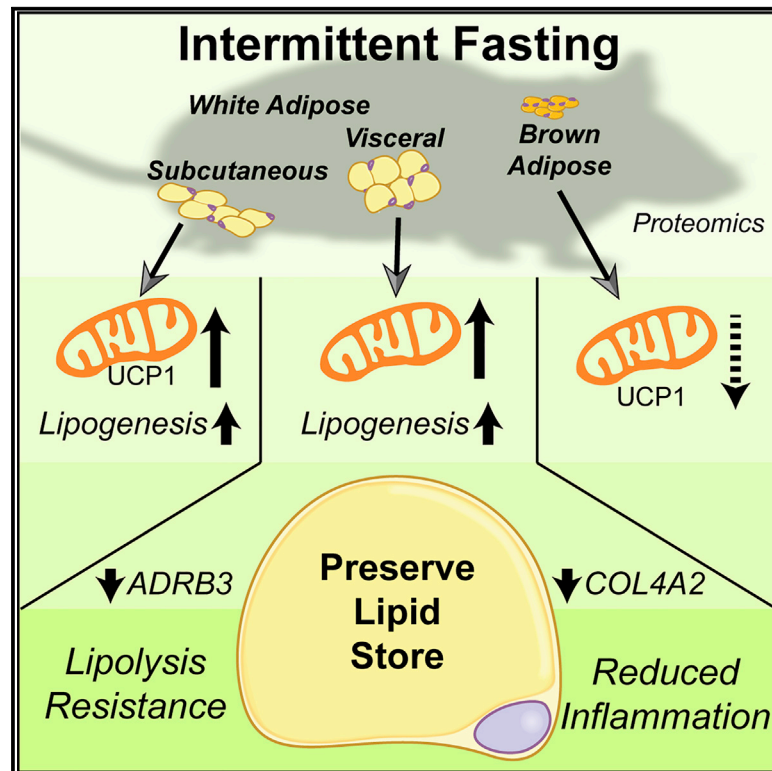 Intermittent Fasting
White Adipose
Subcutaneous
Visceral
Brown
Adipose
Proteomics
UCP1
Lipogenesis
Lipogenesis
UCP1
ADRB3
Lipolysis
Resistance
Preserve
Lipid
Store
COL4A2
Reduced
Inflammation